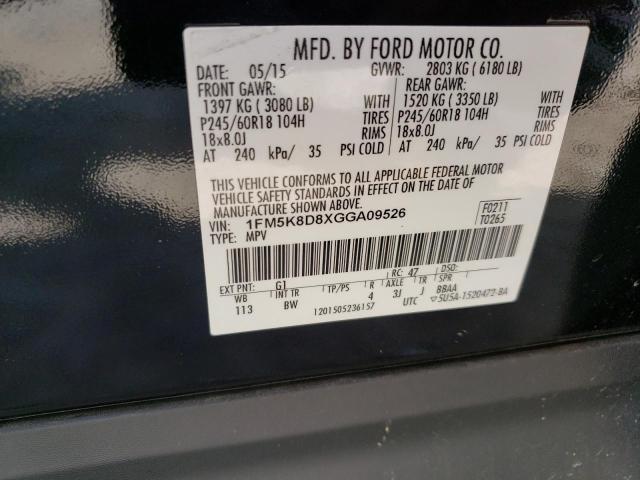 MFD. BY FORD MOTOR CO.
DATE: 05/15 GVWR: 2803 KG (6180 LB)
FRONT GAWR: REAR GAWR:
1397 KG (3080 LB) WITH 1520 KG (3350 LB) WITH
P245/60R18 104H TIRES P245/60R18 104H TIRES
18x8.0J RIMS 18x8.0J RIMS
AT 240 kPa/ 35 PSI COLD AT 240 kPa/ 35 PSI COLD
THIS VEHICLE CONFORMS TO ALL APPLICABLE FEDERAL MOTOR
VEHICLE SAFETY STANDARDS IN EFFECT ON THE DATE OF
MANUFACTURE SHOWN ABOVE.
VIN: 1FM5K8D8XGGA09526 F0211
TYPE: MPV T0265
EXT PNT: G1 RC: 47 DSO:
WB INT TR TP/PS R AXLE TR SPR
113 BW 4 3J J BBAA
1201505236157 UTC 5U5A-1520472-BA